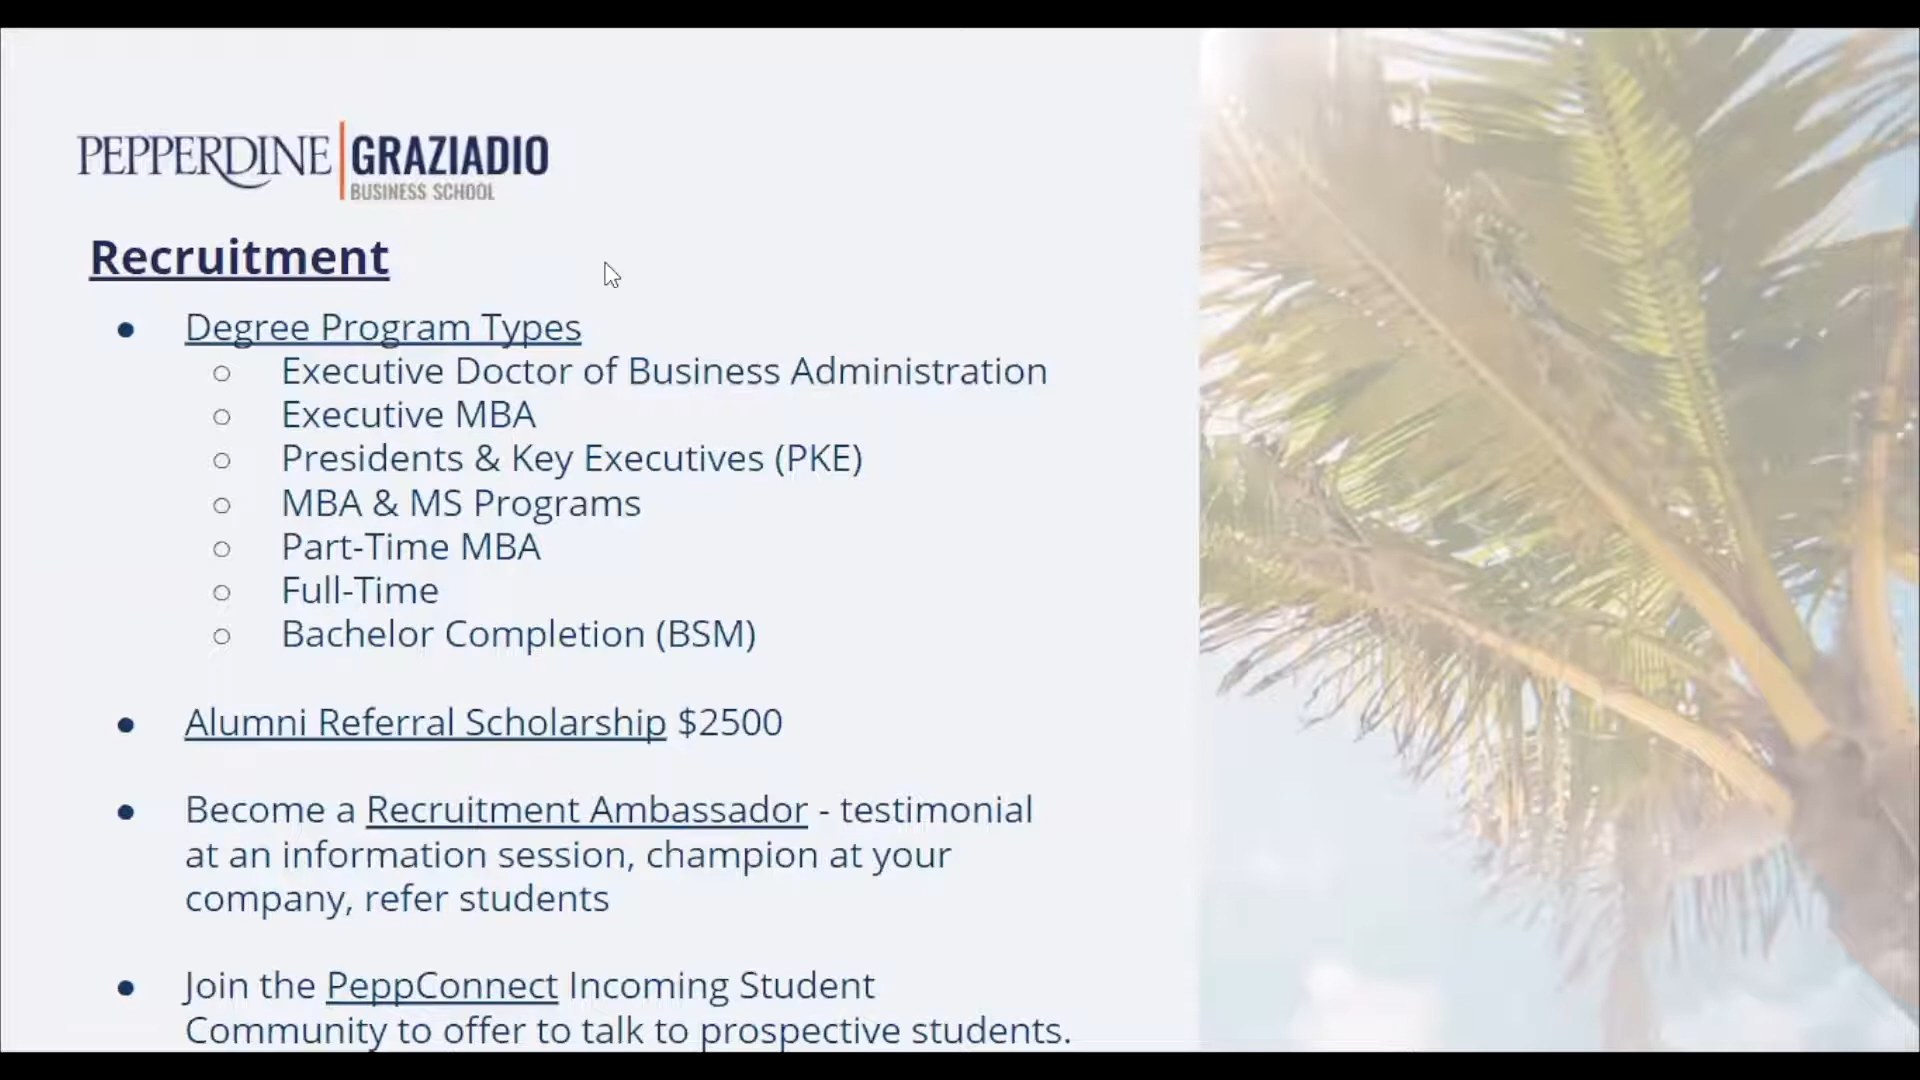 PEPPERDINE GRAZIADIO
BUSINESS SCHOOL
Recruitment
● Degree Program Types
○ Executive Doctor of Business Administration
○ Executive MBA
○ Presidents & Key Executives (PKE)
○ MBA & MS Programs
○ Part-Time MBA
○ Full-Time
○ Bachelor Completion (BSM)
● Alumni Referral Scholarship $2500
● Become a Recruitment Ambassador - testimonial
at an information session, champion at your
company, refer students
● Join the PeppConnect Incoming Student
Community to offer to talk to prospective students.